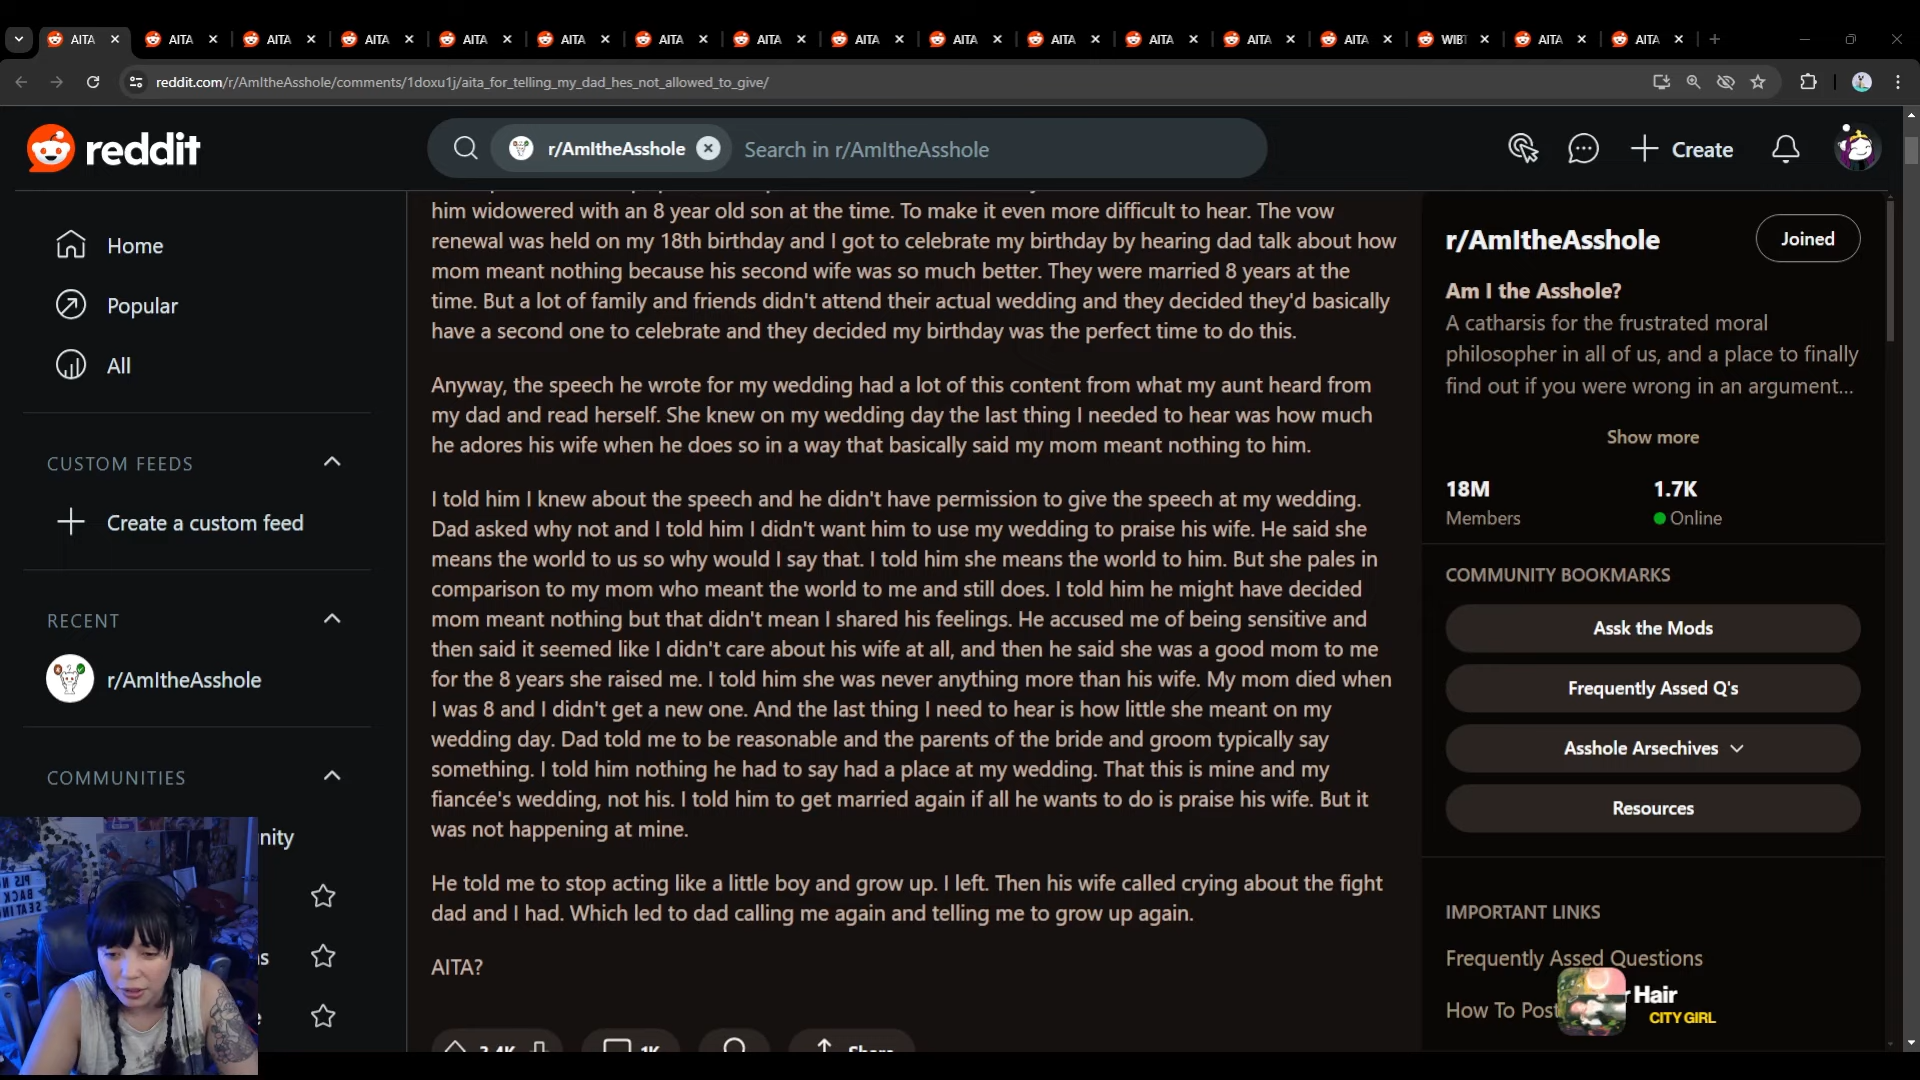 AITA
AITA
AITA
AITA
AITA
AITA
AITA
AITA
AITA
AITA
AITA
AITA
AITA
AITA
WIBT
AITA
AITA
reddit.com/r/AmItheAsshole/comments/1doxu1j/aita_for_telling_my_dad_hes_not_allowed_to_give/
reddit
r/AmItheAsshole
Search in r/AmItheAsshole
Create
Home
Popular
All
CUSTOM FEEDS
Create a custom feed
RECENT
r/AmItheAsshole
COMMUNITIES
nity
him widowered with an 8 year old son at the time. To make it even more difficult to hear. The vow
renewal was held on my 18th birthday and I got to celebrate my birthday by hearing dad talk about how
mom meant nothing because his second wife was so much better. They were married 8 years at the
time. But a lot of family and friends didn't attend their actual wedding and they decided they'd basically
have a second one to celebrate and they decided my birthday was the perfect time to do this.
Anyway, the speech he wrote for my wedding had a lot of this content from what my aunt heard from
my dad and read herself. She knew on my wedding day the last thing I needed to hear was how much
he adores his wife when he does so in a way that basically said my mom meant nothing to him.
I told him I knew about the speech and he didn't have permission to give the speech at my wedding.
Dad asked why not and I told him I didn't want him to use my wedding to praise his wife. He said she
means the world to us so why would I say that. I told him she means the world to him. But she pales in
comparison to my mom who meant the world to me and still does. I told him he might have decided
mom meant nothing but that didn't mean I shared his feelings. He accused me of being sensitive and
then said it seemed like I didn't care about his wife at all, and then he said she was a good mom to me
for the 8 years she raised me. I told him she was never anything more than his wife. My mom died when
I was 8 and I didn't get a new one. And the last thing I need to hear is how little she meant on my
wedding day. Dad told me to be reasonable and the parents of the bride and groom typically say
something. I told him nothing he had to say had a place at my wedding. That this is mine and my
fiancée's wedding, not his. I told him to get married again if all he wants to do is praise his wife. But it
was not happening at mine.
He told me to stop acting like a little boy and grow up. I left. Then his wife called crying about the fight
dad and I had. Which led to dad calling me again and telling me to grow up again.
AITA?
2.4K
1K
Share
r/AmItheAsshole
Joined
Am I the Asshole?
A catharsis for the frustrated moral
philosopher in all of us, and a place to finally
find out if you were wrong in an argument...
Show more
18M
Members
1.7K
Online
COMMUNITY BOOKMARKS
Assk the Mods
Frequently Assed Q's
Asshole Arsechives
Resources
IMPORTANT LINKS
Frequently Assed Questions
How To Post
Hair
CITY GIRL